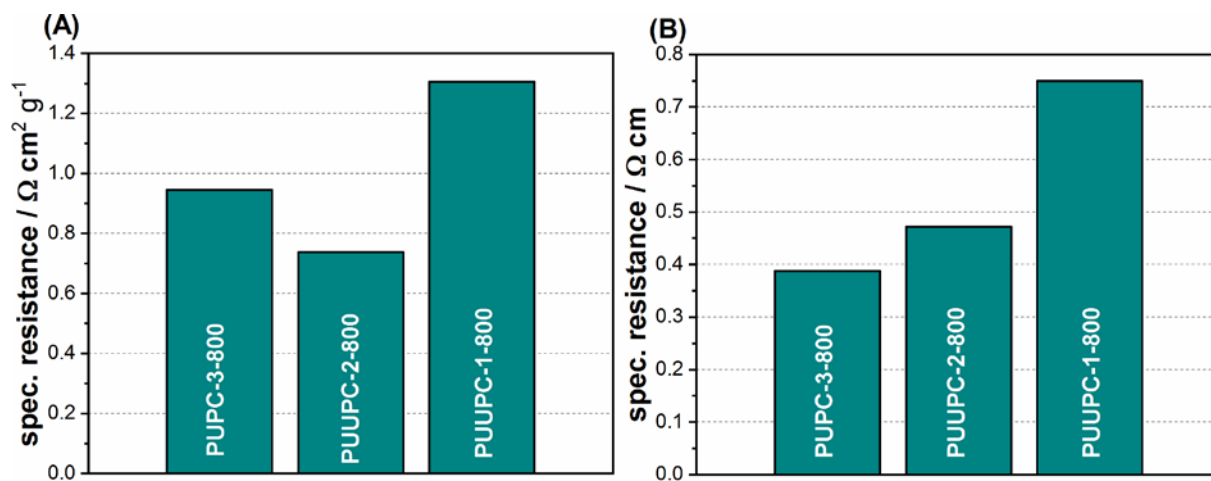 (A)
spec. resistance / Ω cm² g⁻¹
1.4
1.2
1.0
0.8
0.6
0.4
0.2
0.0
PUPC-3-800
PUUPC-2-800
PUUPC-1-800
(B)
spec. resistance / Ω cm
0.8
0.7
0.6
0.5
0.4
0.3
0.2
0.1
0.0
PUPC-3-800
PUUPC-2-800
PUUPC-1-800